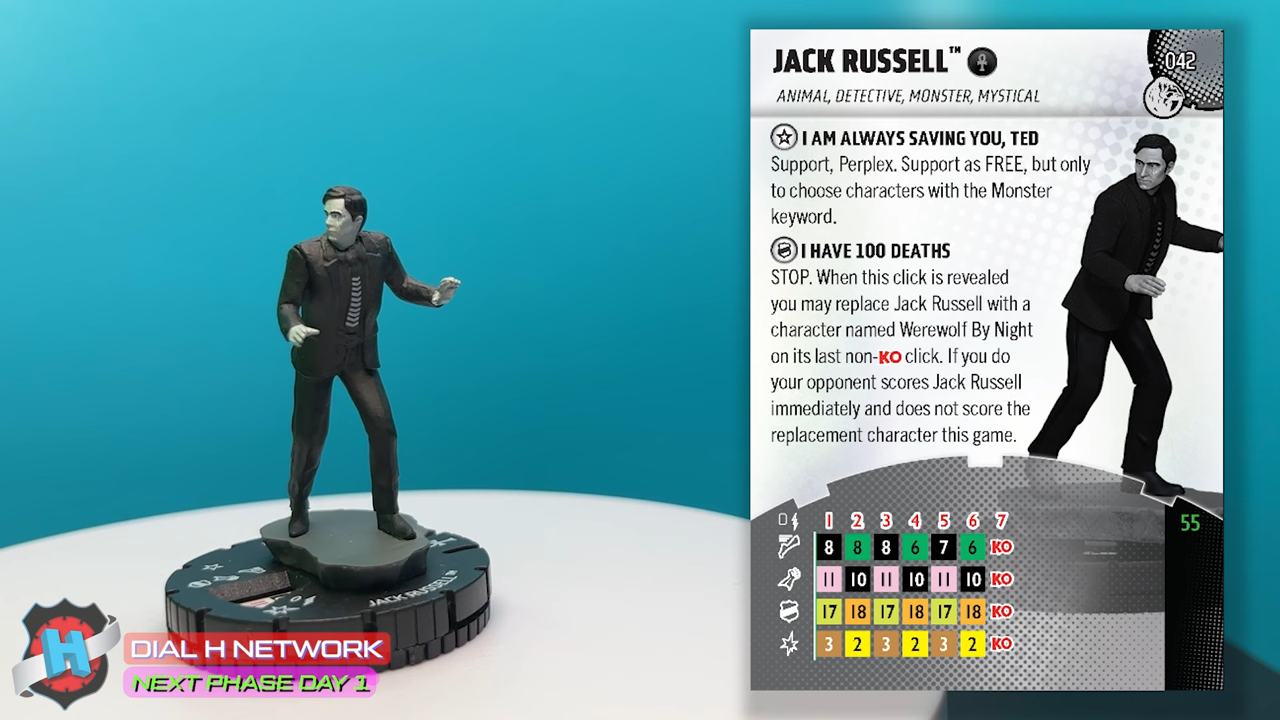 JACK RUSSELL™
042
ANIMAL, DETECTIVE, MONSTER, MYSTICAL
I AM ALWAYS SAVING YOU, TED
Support, Perplex. Support as FREE, but only
to choose characters with the Monster
keyword.
I HAVE 100 DEATHS
STOP. When this click is revealed
you may replace Jack Russell with a
character named Werewolf By Night
on its last non-KO click. If you do
your opponent scores Jack Russell
immediately and does not score the
replacement character this game.
55
1 2 3 4 5 6 7
8 8 8 6 7 6 KO
11 10 11 10 11 10 KO
17 18 17 18 17 18 KO
3 2 3 2 3 2 KO
JACK RUSSELL™
H
DIAL H NETWORK
NEXT PHASE DAY 1